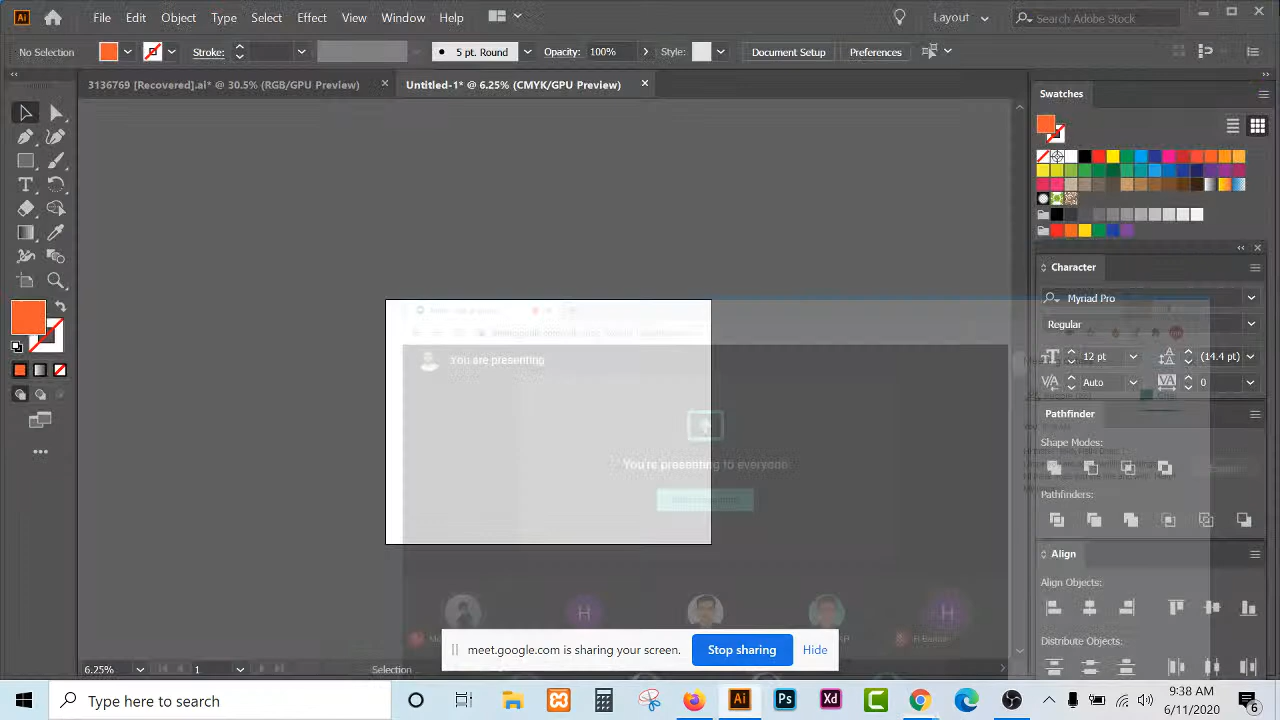 File Edit Object Type Select Effect View Window Help
Layout
Search Adobe Stock
No Selection
Stroke:
5 pt. Round
Opacity: 100%
Style:
Document Setup
Preferences
3136769 [Recovered].ai* @ 30.5% (RGB/GPU Preview)
Untitled-1* @ 6.25% (CMYK/GPU Preview)
Swatches
Character
Myriad Pro
Regular
12 pt
(14.4 pt)
Auto
0
Pathfinder
Shape Modes:
Pathfinders:
Align
Align Objects:
Distribute Objects:
You are presenting
You're presenting to everyone
H
H
meet.google.com is sharing your screen.
Stop sharing
Hide
6.25%
1
Selection
Type here to search
Ai
Ps
Xd
9:38 AM
6/11/2020
6